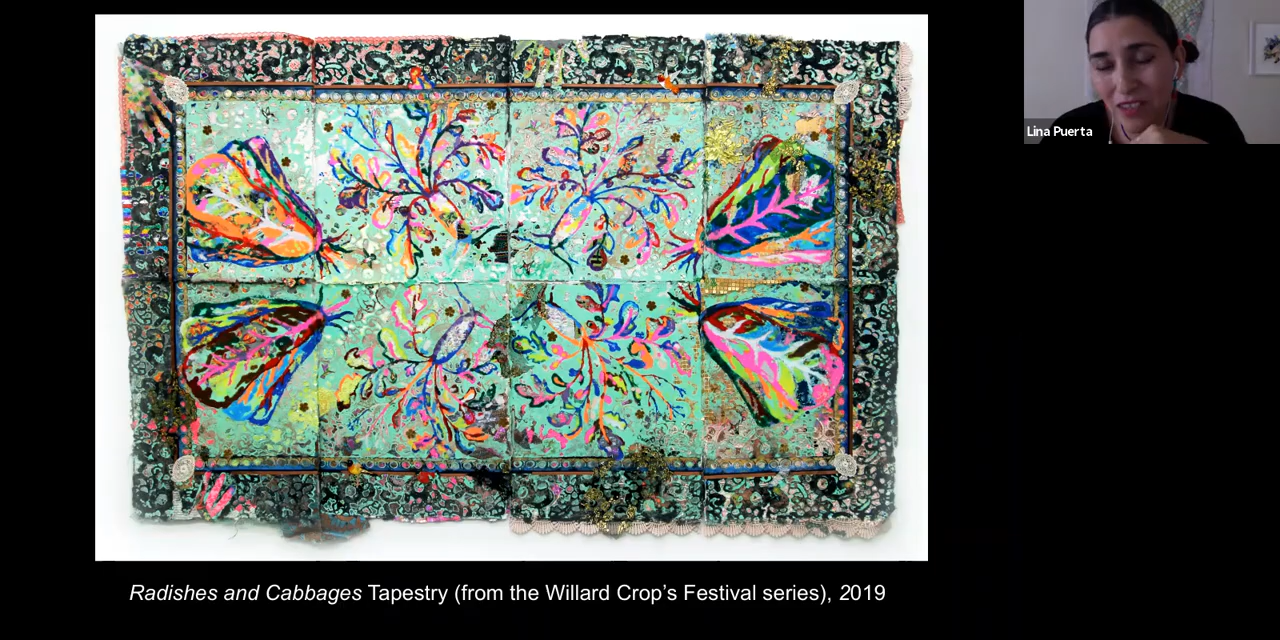 Lina Puerta
Radishes and Cabbages Tapestry (from the Willard Crop's Festival series), 2019